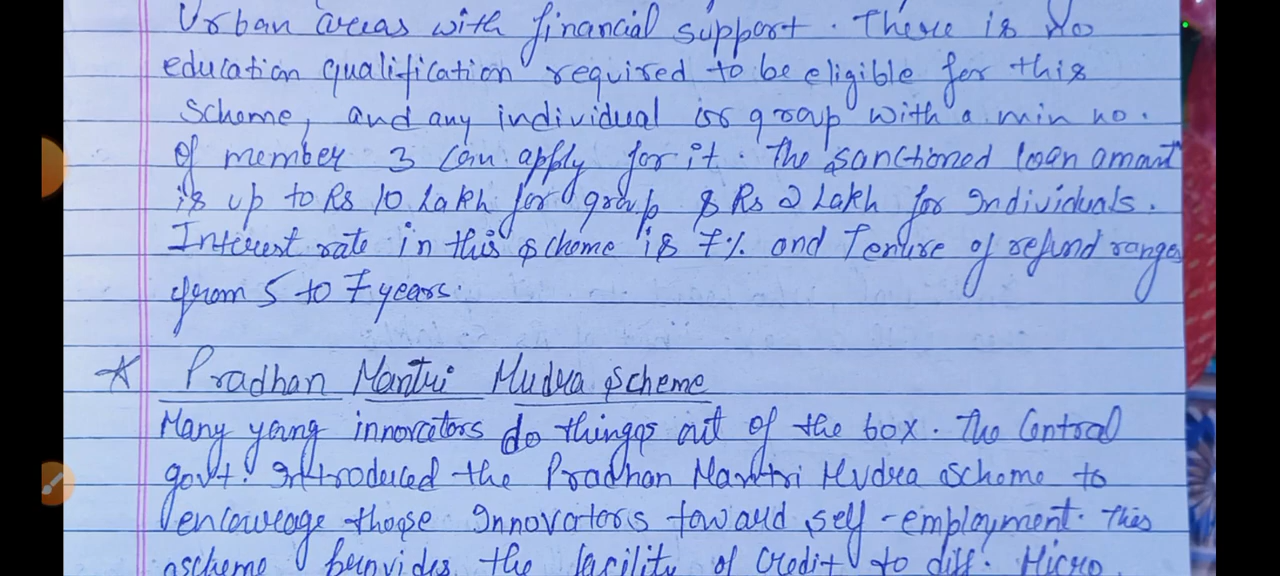 Urban areas with financial support. There is No
education qualification required to be eligible for this
scheme, and any individual or group with a min no.
Of member 3 can apply for it. The sanctioned loan amount
is up to Rs 10 Lakh for group & Rs 2 Lakh for Individuals.
Interest rate in this scheme is 7% and Tenure of refund ranges
from 5 to 7 years.
☆ Pradhan Mantri Mudra Scheme
Many young innovators do things out of the box. The Central
govt. Introduced the Pradhan Mantri Mudra scheme to
encourage those Innovators toward self-employment. This
scheme provides the facility of Credit to diff. Micro